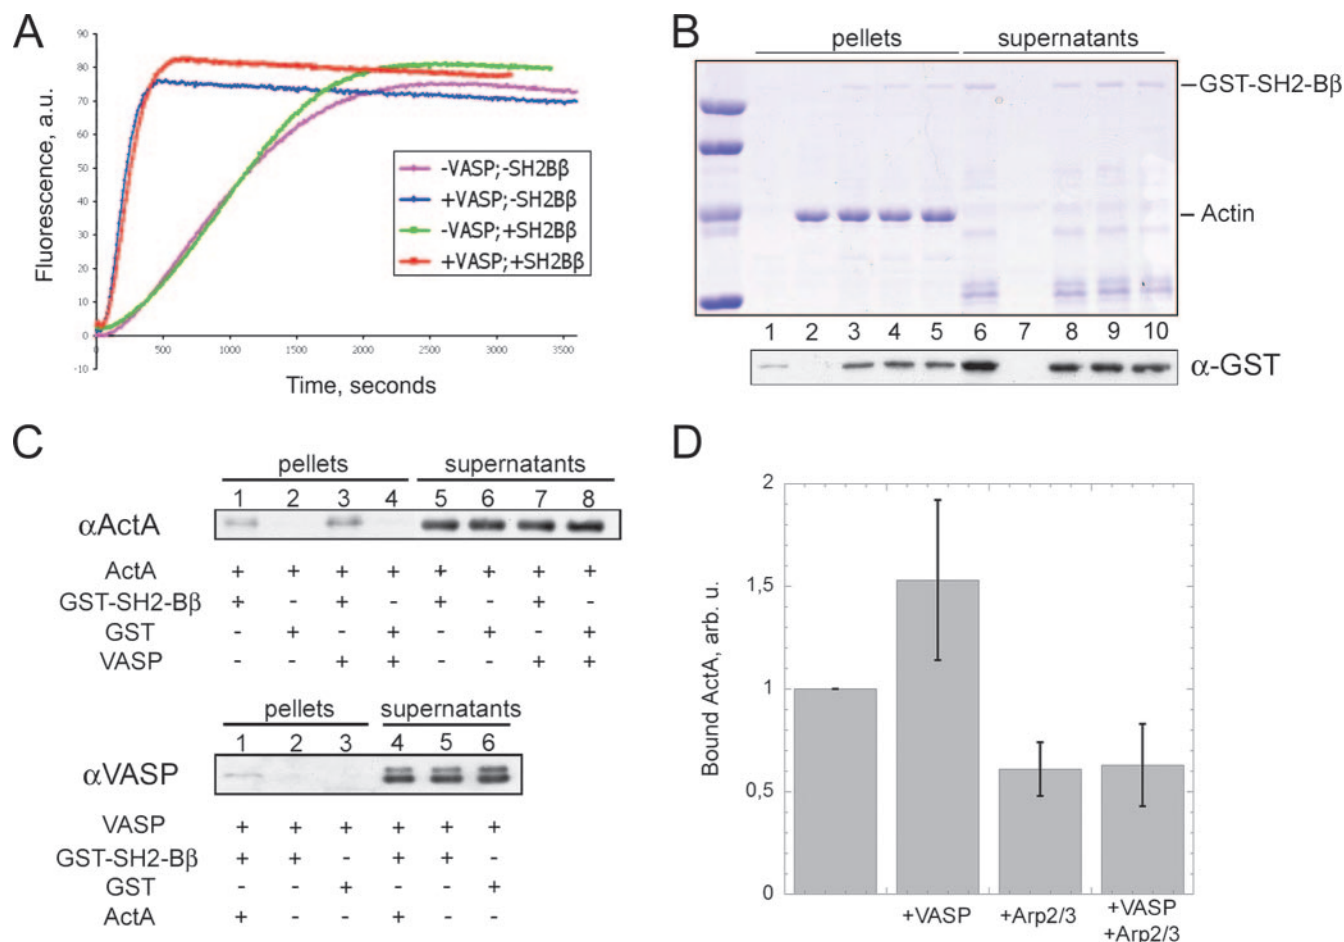 A
Fluorescence, a.u.
90
80
70
60
50
40
30
20
10
0
-10
0 500 1000 1500 2000 2500 3000 3500
Time, seconds
-VASP;-SH2Bβ
+VASP;-SH2Bβ
-VASP;+SH2Bβ
+VASP;+SH2Bβ
B
pellets supernatants
GST-SH2-Bβ
Actin
1 2 3 4 5 6 7 8 9 10
α-GST
C
pellets supernatants
1 2 3 4 5 6 7 8
αActA
ActA + + + + + + + +
GST-SH2-Bβ + - + - + - + -
GST - + - + - + - +
VASP - - + + - - + +
pellets supernatants
1 2 3 4 5 6
αVASP
VASP + + + + + +
GST-SH2-Bβ + + - + + -
GST - - + - - +
ActA + - - + - -
D
Bound ActA, arb. u.
2
1,5
1
0,5
0
+VASP +Arp2/3 +VASP
+Arp2/3